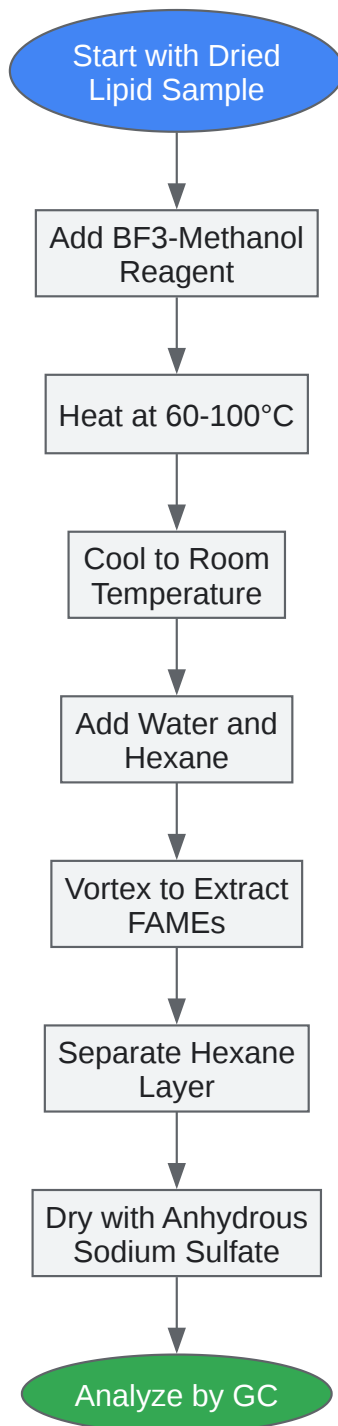 Start with Dried
Lipid Sample
Add BF3-Methanol
Reagent
Heat at 60-100°C
Cool to Room
Temperature
Add Water and
Hexane
Vortex to Extract
FAMEs
Separate Hexane
Layer
Dry with Anhydrous
Sodium Sulfate
Analyze by GC